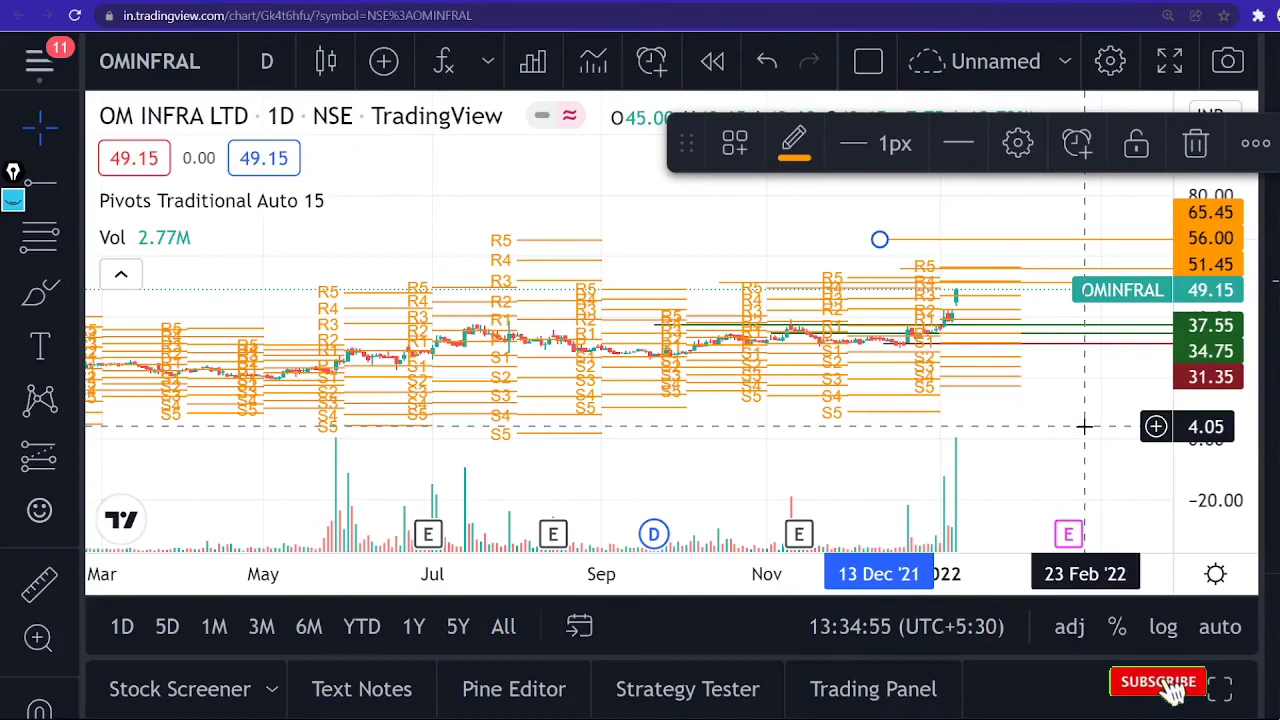 in.tradingview.com/chart/Gk4t6hfu/?symbol=NSE%3AOMINFRAL
11
OMINFRAL D Unnamed
OM INFRA LTD · 1D · NSE · TradingView
O45.00
1px
49.15 0.00 49.15
Pivots Traditional Auto 15
Vol 2.77M
80.00
65.45
56.00
51.45
OMINFRAL 49.15
37.55
34.75
31.35
4.05
−20.00
R5
R4
R3
R2
R1
S1
S2
S3
S4
S5
E E D E E
Mar May Jul Sep Nov 13 Dec '21 23 Feb '22
1D 5D 1M 3M 6M YTD 1Y 5Y All 13:34:55 (UTC+5:30) adj % log auto
Stock Screener Text Notes Pine Editor Strategy Tester Trading Panel
SUBSCRIBE